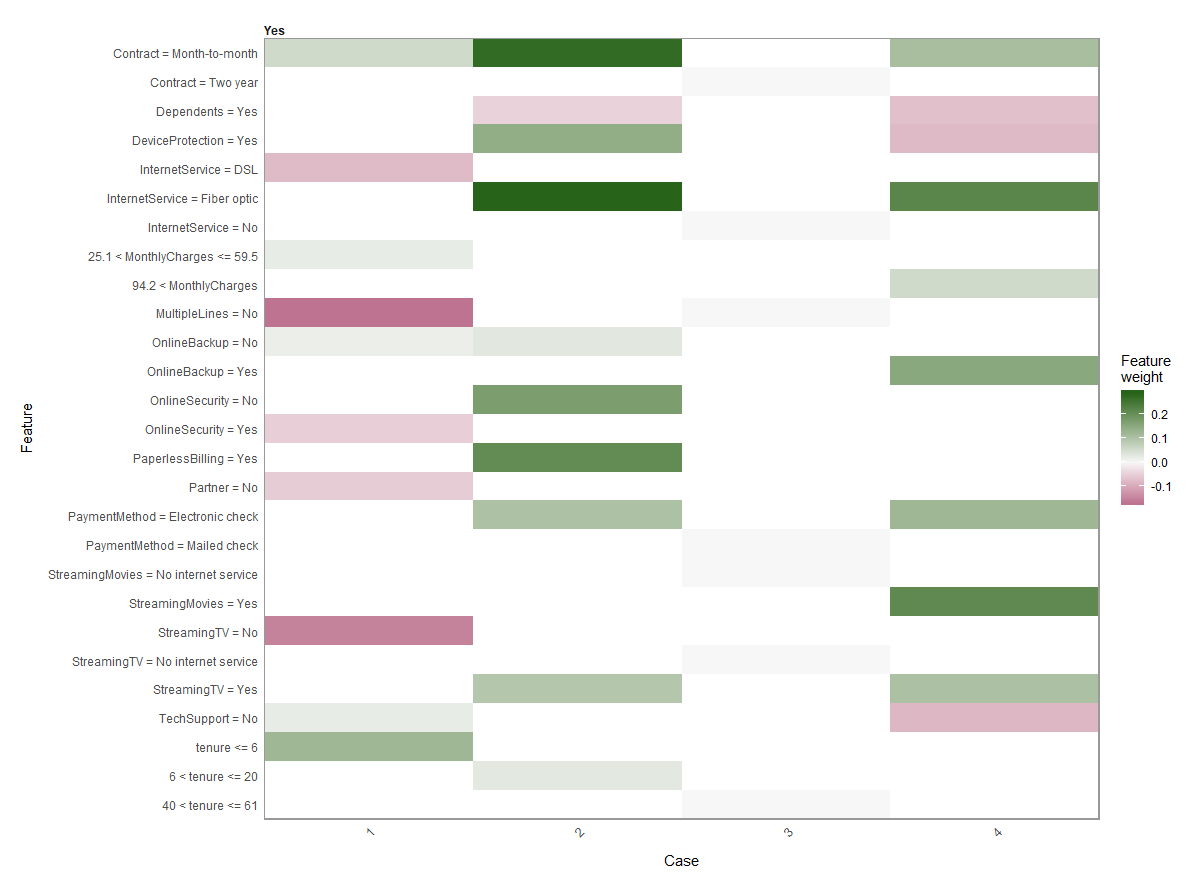 Yes
Contract = Month-to-month
Contract = Two year
Dependents = Yes
DeviceProtection = Yes
InternetService = DSL
InternetService = Fiber optic
InternetService = No
25.1 < MonthlyCharges <= 59.5
94.2 < MonthlyCharges
MultipleLines = No
OnlineBackup = No
OnlineBackup = Yes
OnlineSecurity = No
OnlineSecurity = Yes
PaperlessBilling = Yes
Partner = No
PaymentMethod = Electronic check
PaymentMethod = Mailed check
StreamingMovies = No internet service
StreamingMovies = Yes
StreamingTV = No
StreamingTV = No internet service
StreamingTV = Yes
TechSupport = No
tenure <= 6
6 < tenure <= 20
40 < tenure <= 61
Feature
1
2
3
4
Case
Feature
weight
0.2
0.1
0.0
-0.1